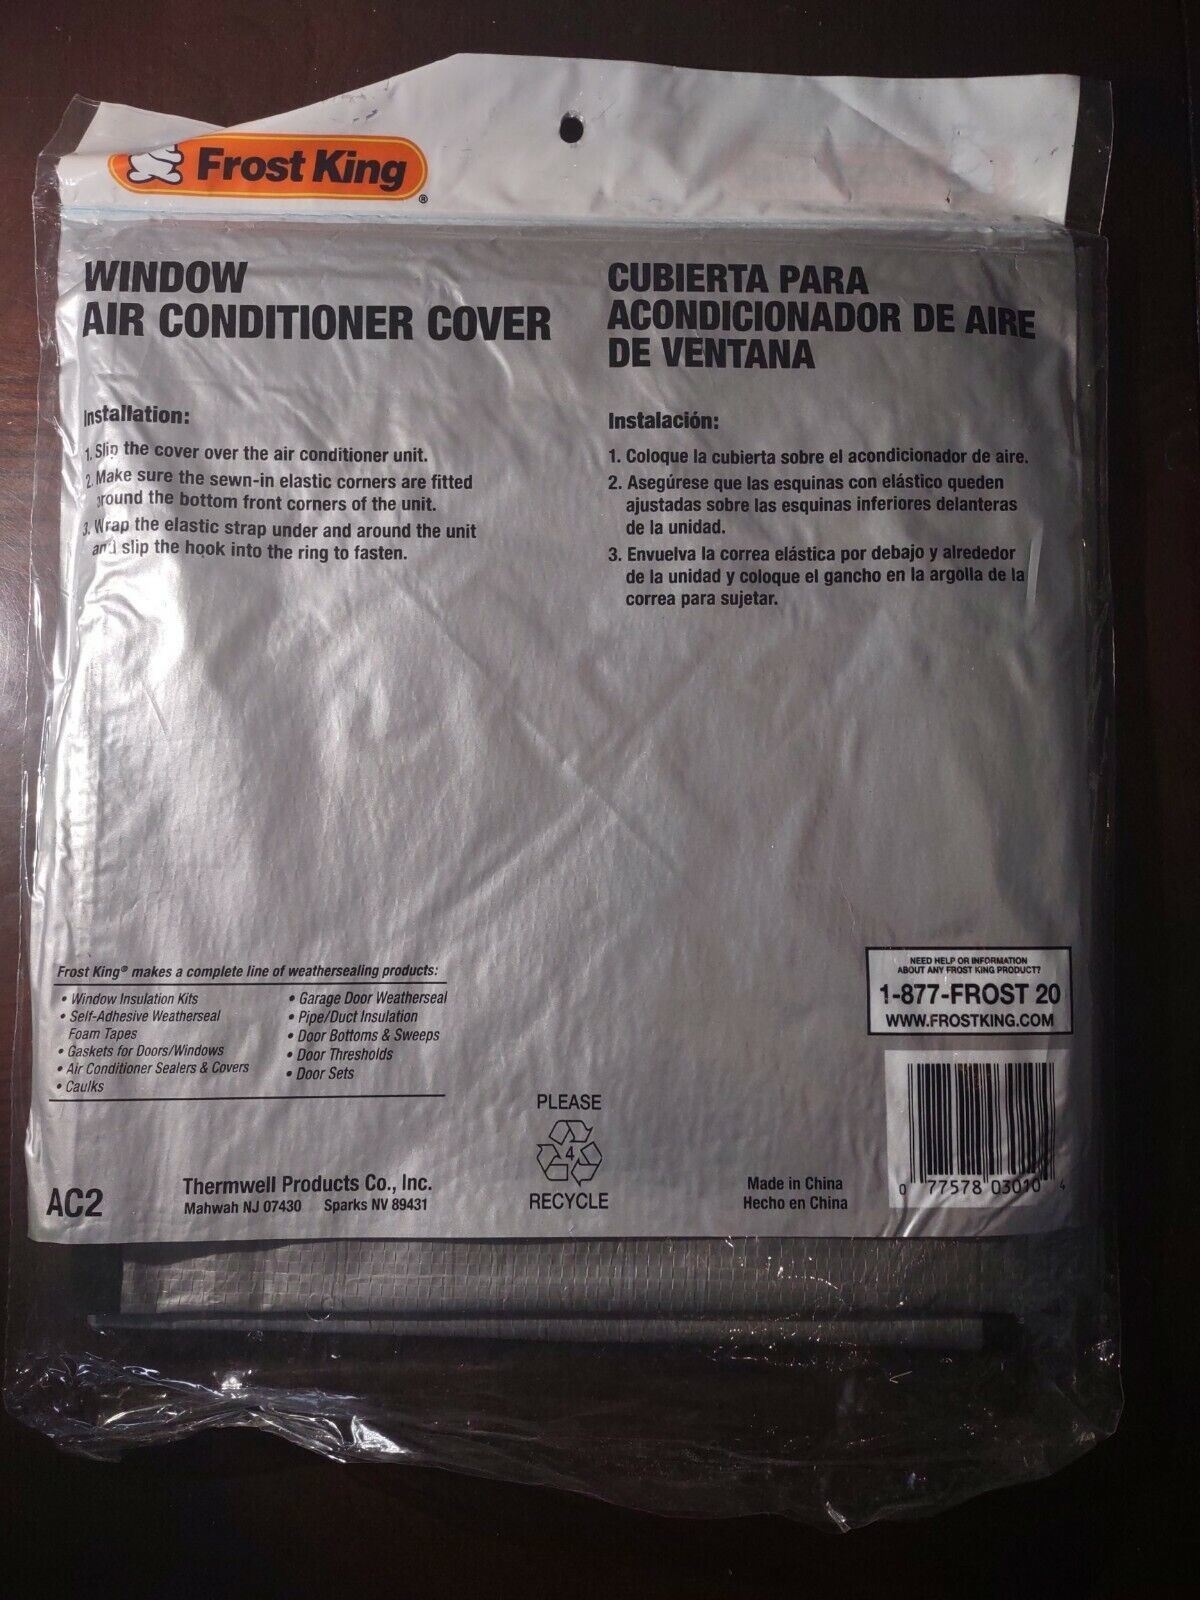 Frost King®
WINDOW
AIR CONDITIONER COVER
Installation:
1. Slip the cover over the air conditioner unit.
2. Make sure the sewn-in elastic corners are fitted
around the bottom front corners of the unit.
3. Wrap the elastic strap under and around the unit
and slip the hook into the ring to fasten.
CUBIERTA PARA
ACONDICIONADOR DE AIRE
DE VENTANA
Instalación:
1. Coloque la cubierta sobre el acondicionador de aire.
2. Asegúrese que las esquinas con elástico queden
ajustadas sobre las esquinas inferiores delanteras
de la unidad.
3. Envuelva la correa elástica por debajo y alrededor
de la unidad y coloque el gancho en la argolla de la
correa para sujetar.
Frost King® makes a complete line of weathersealing products:
• Window Insulation Kits
• Self-Adhesive Weatherseal
Foam Tapes
• Gaskets for Doors/Windows
• Air Conditioner Sealers & Covers
• Caulks
• Garage Door Weatherseal
• Pipe/Duct Insulation
• Door Bottoms & Sweeps
• Door Thresholds
• Door Sets
NEED HELP OR INFORMATION
ABOUT ANY FROST KING PRODUCT?
1-877-FROST 20
WWW.FROSTKING.COM
PLEASE
4
RECYCLE
AC2
Thermwell Products Co., Inc.
Mahwah NJ 07430 Sparks NV 89431
Made in China
Hecho en China
0 77578 03010 4